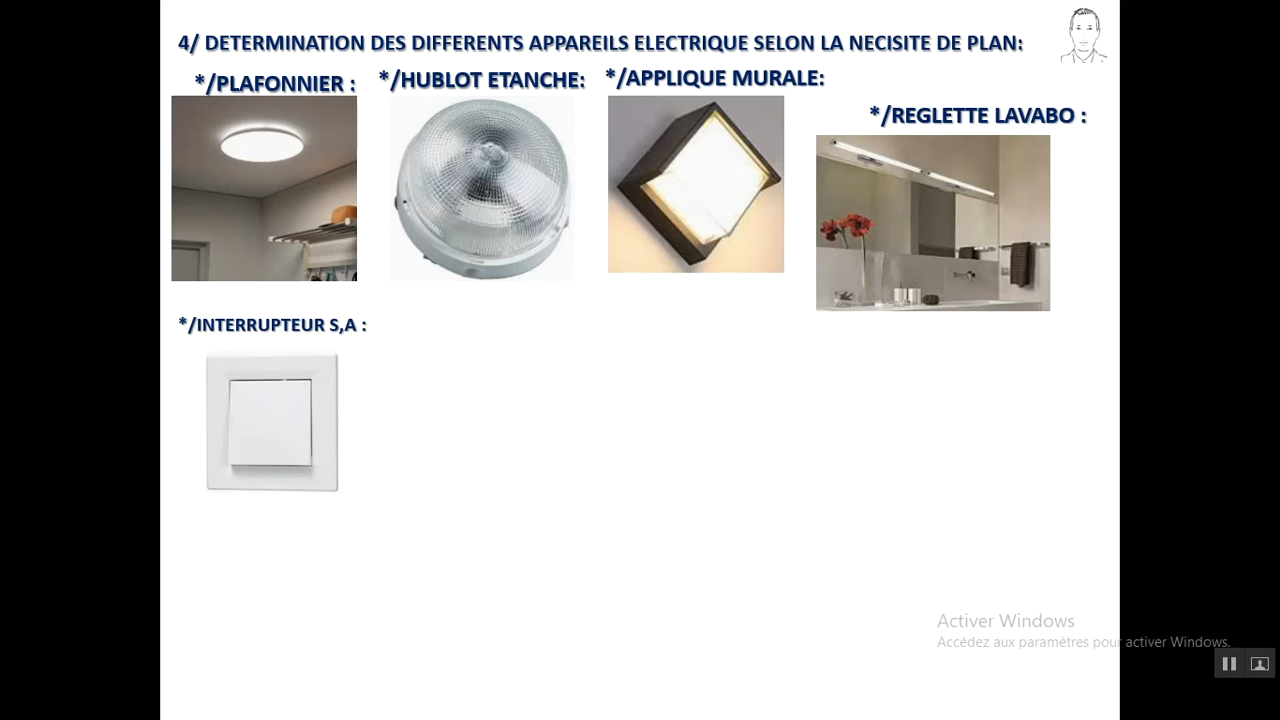 4/ DETERMINATION DES DIFFERENTS APPAREILS ELECTRIQUE SELON LA NECISITE DE PLAN:
*/PLAFONNIER :
*/HUBLOT ETANCHE:
*/APPLIQUE MURALE:
*/REGLETTE LAVABO :
*/INTERRUPTEUR S,A :
Activer Windows
Accédez aux paramètres pour activer Windows.